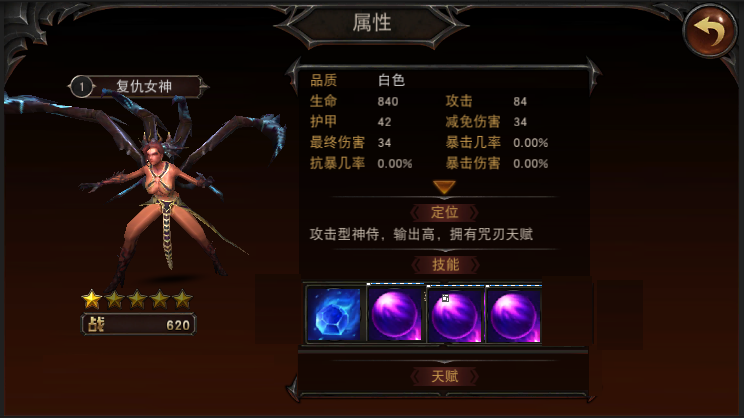 属性
1 复仇女神
品质 白色
生命 840 攻击 84
护甲 42 减免伤害 34
最终伤害 34 暴击几率 0.00%
抗暴几率 0.00% 暴击伤害 0.00%
定位
攻击型神侍，输出高，拥有咒刃天赋
技能
战 620
天赋